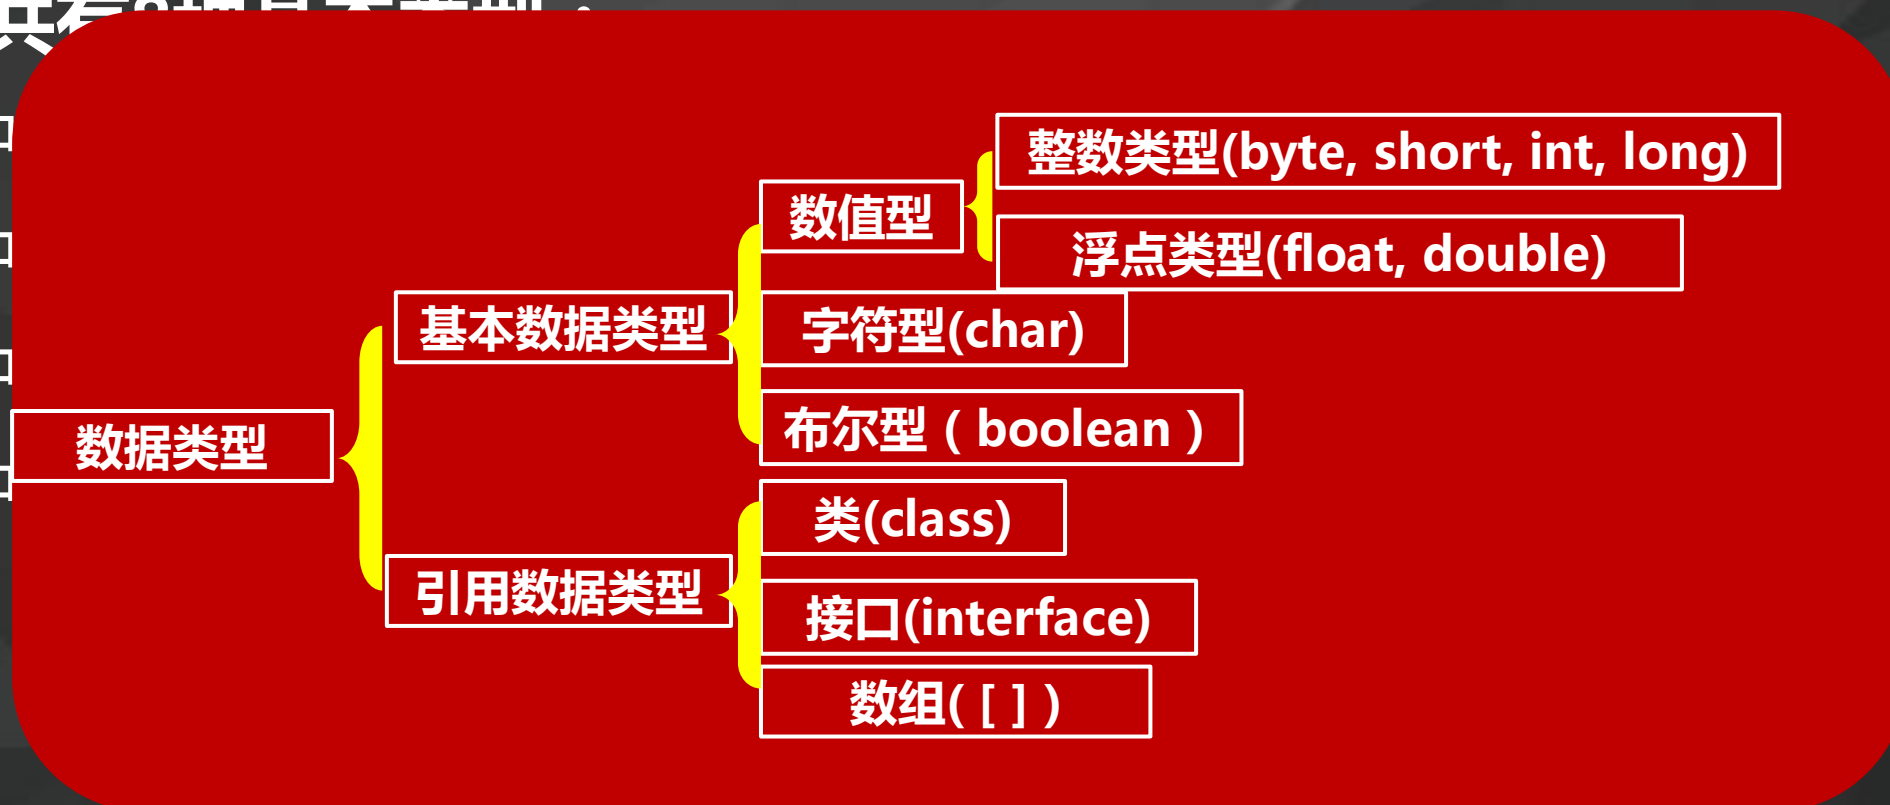 数据类型
基本数据类型
数值型
整数类型(byte, short, int, long)
浮点类型(float, double)
字符型(char)
布尔型（boolean）
引用数据类型
类(class)
接口(interface)
数组( [ ] )